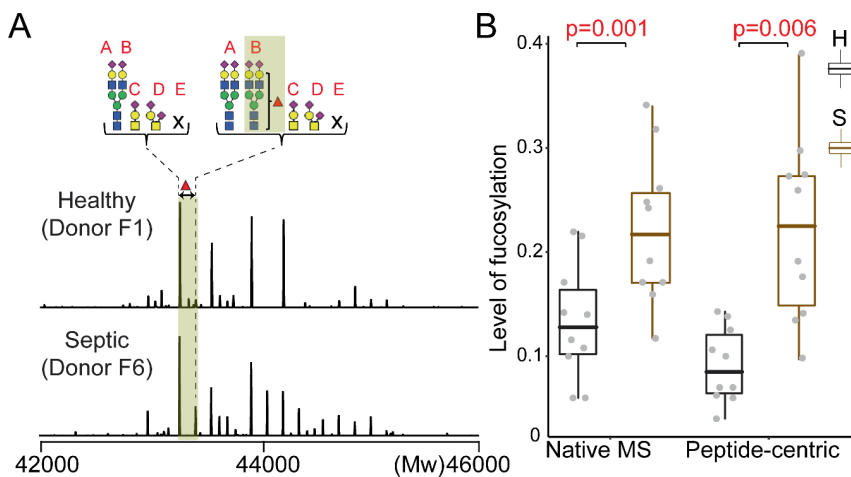 A
A B
C D E
X
A B
C D E
X
Healthy
(Donor F1)
Septic
(Donor F6)
42000 44000 (Mw) 46000
B
p=0.001 p=0.006
H
S
Level of fucosylation
0.4
0.3
0.2
0.1
0
Native MS Peptide-centric